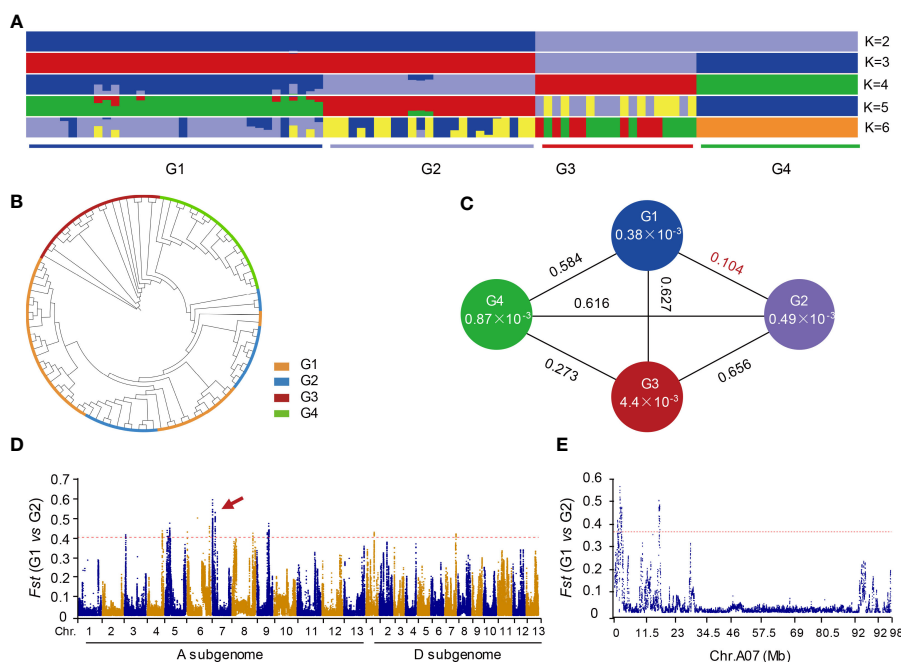 A
K=2
K=3
K=4
K=5
K=6
G1 G2 G3 G4
B
G1
G2
G3
G4
C
G1
0.38×10-3
0.584
0.104
0.627
G4
0.87×10-3
0.616
G2
0.49×10-3
0.273
0.656
G3
4.4×10-3
D
Fst (G1 vs G2)
0.7
0.6
0.5
0.4
0.3
0.2
0.1
0
Chr. 1 2 3 4 5 6 7 8 9 10 11 12 13 1 2 3 4 5 6 7 8 9 10 11 12 13
A subgenome D subgenome
E
Fst (G1 vs G2)
0.6
0.5
0.4
0.3
0.2
0.1
0
0 11.5 23 34.5 46 57.5 69 80.5 92 92 98
Chr.A07 (Mb)